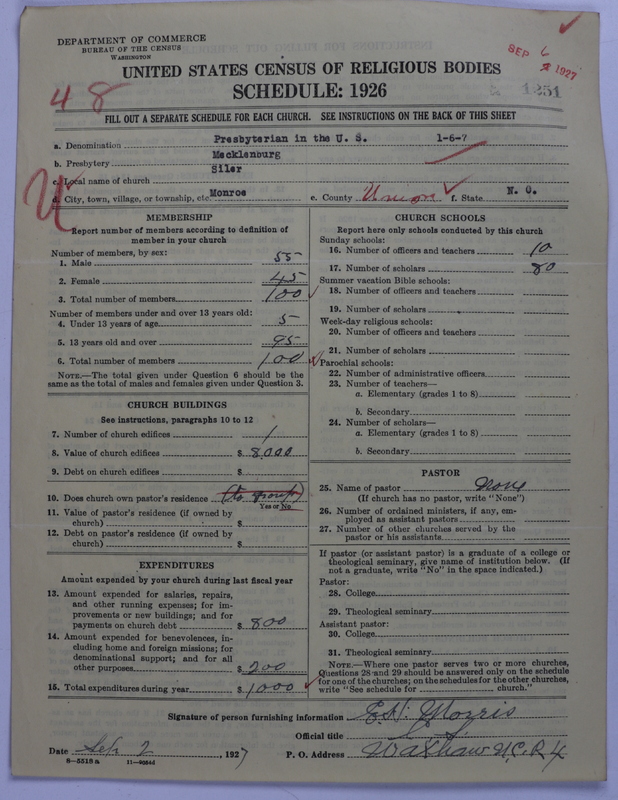 DEPARTMENT OF COMMERCE
BUREAU OF THE CENSUS
WASHINGTON
SEP 6 1927
48
1251
UNITED STATES CENSUS OF RELIGIOUS BODIES
SCHEDULE: 1926
FILL OUT A SEPARATE SCHEDULE FOR EACH CHURCH. SEE INSTRUCTIONS ON THE BACK OF THIS SHEET
a. Denomination Presbyterian in the U. S. 1-6-7
b. Presbytery Mecklenburg
c. Local name of church Siler
d. City, town, village, or township, etc. Monroe e. County Union f. State N. C.
MEMBERSHIP
Report number of members according to definition of
member in your church
Number of members, by sex:
1. Male 55
2. Female 45
3. Total number of members 100
Number of members under and over 13 years old:
4. Under 13 years of age 5
5. 13 years old and over 95
6. Total number of members 100
NOTE.—The total given under Question 6 should be the
same as the total of males and females given under Question 3.
CHURCH BUILDINGS
See instructions, paragraphs 10 to 12
7. Number of church edifices 1
8. Value of church edifices $ 8,000
9. Debt on church edifices $
10. Does church own pastor's residence
Yes or No
11. Value of pastor's residence (if owned by
church) $
12. Debt on pastor's residence (if owned by
church) $
EXPENDITURES
Amount expended by your church during last fiscal year
13. Amount expended for salaries, repairs,
and other running expenses; for im-
provements or new buildings; and for
payments on church debt $ 800
14. Amount expended for benevolences, in-
cluding home and foreign missions; for
denominational support; and for all
other purposes $ 200
15. Total expenditures during year $ 1000
CHURCH SCHOOLS
Report here only schools conducted by this church
Sunday schools:
16. Number of officers and teachers 10
17. Number of scholars 80
Summer vacation Bible schools:
18. Number of officers and teachers
19. Number of scholars
Week-day religious schools:
20. Number of officers and teachers
21. Number of scholars
Parochial schools:
22. Number of administrative officers
23. Number of teachers—
a. Elementary (grades 1 to 8)
b. Secondary
24. Number of scholars—
a. Elementary (grades 1 to 8)
b. Secondary
PASTOR
25. Name of pastor None
(If church has no pastor, write "None")
26. Number of ordained ministers, if any, em-
ployed as assistant pastors
27. Number of other churches served by the
pastor or his assistants
If pastor (or assistant pastor) is a graduate of a college or
theological seminary, give name of institution below. (If
not a graduate, write "No" in the space indicated.)
Pastor:
28. College
29. Theological seminary
Assistant pastor:
30. College
31. Theological seminary
NOTE.—Where one pastor serves two or more churches,
Questions 28 and 29 should be answered only on the schedule
for one of the churches; on the schedules for the other churches,
write "See schedule for church."
Signature of person furnishing information E. H. Morris
Official title
Date Sep 2, 1927 P. O. Address Waxhaw N.C. R 4
8-5518 a